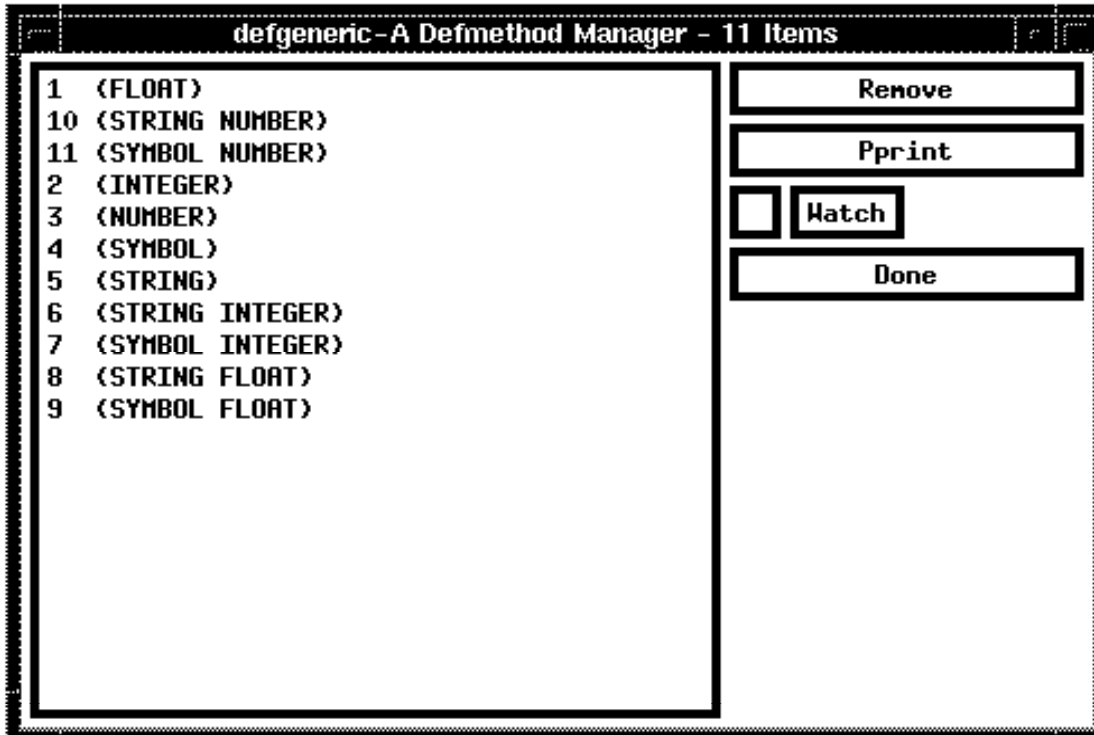 defgeneric-A Defmethod Manager - 11 Items
1 (FLOAT)
10 (STRING NUMBER)
11 (SYMBOL NUMBER)
2 (INTEGER)
3 (NUMBER)
4 (SYMBOL)
5 (STRING)
6 (STRING INTEGER)
7 (SYMBOL INTEGER)
8 (STRING FLOAT)
9 (SYMBOL FLOAT)
Remove
Pprint
Watch
Done